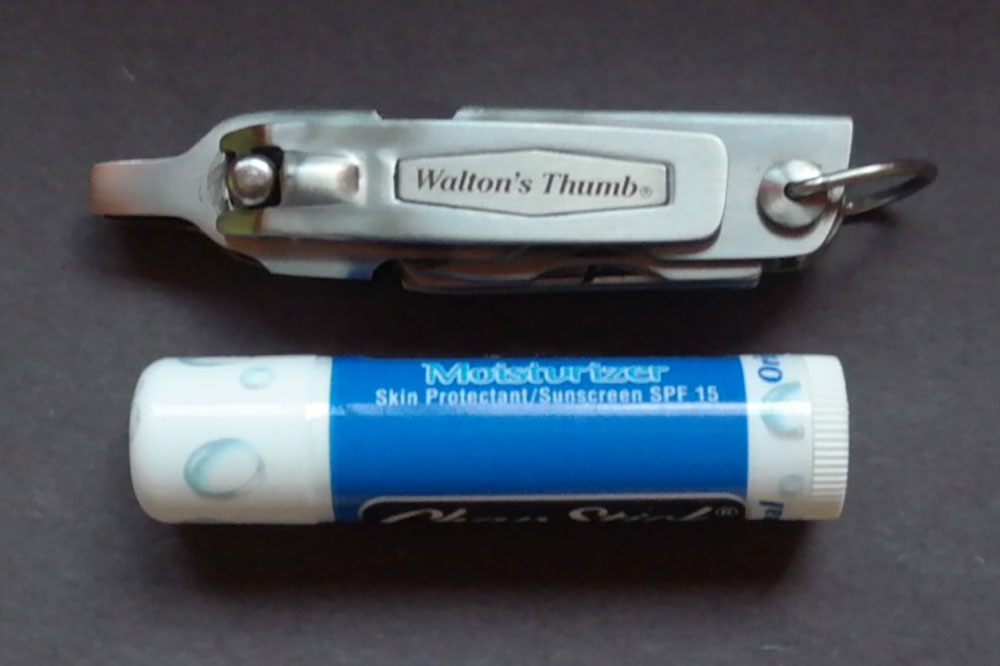 Walton's Thumb®
Moisturizer
Skin Protectant/Sunscreen SPF 15
®